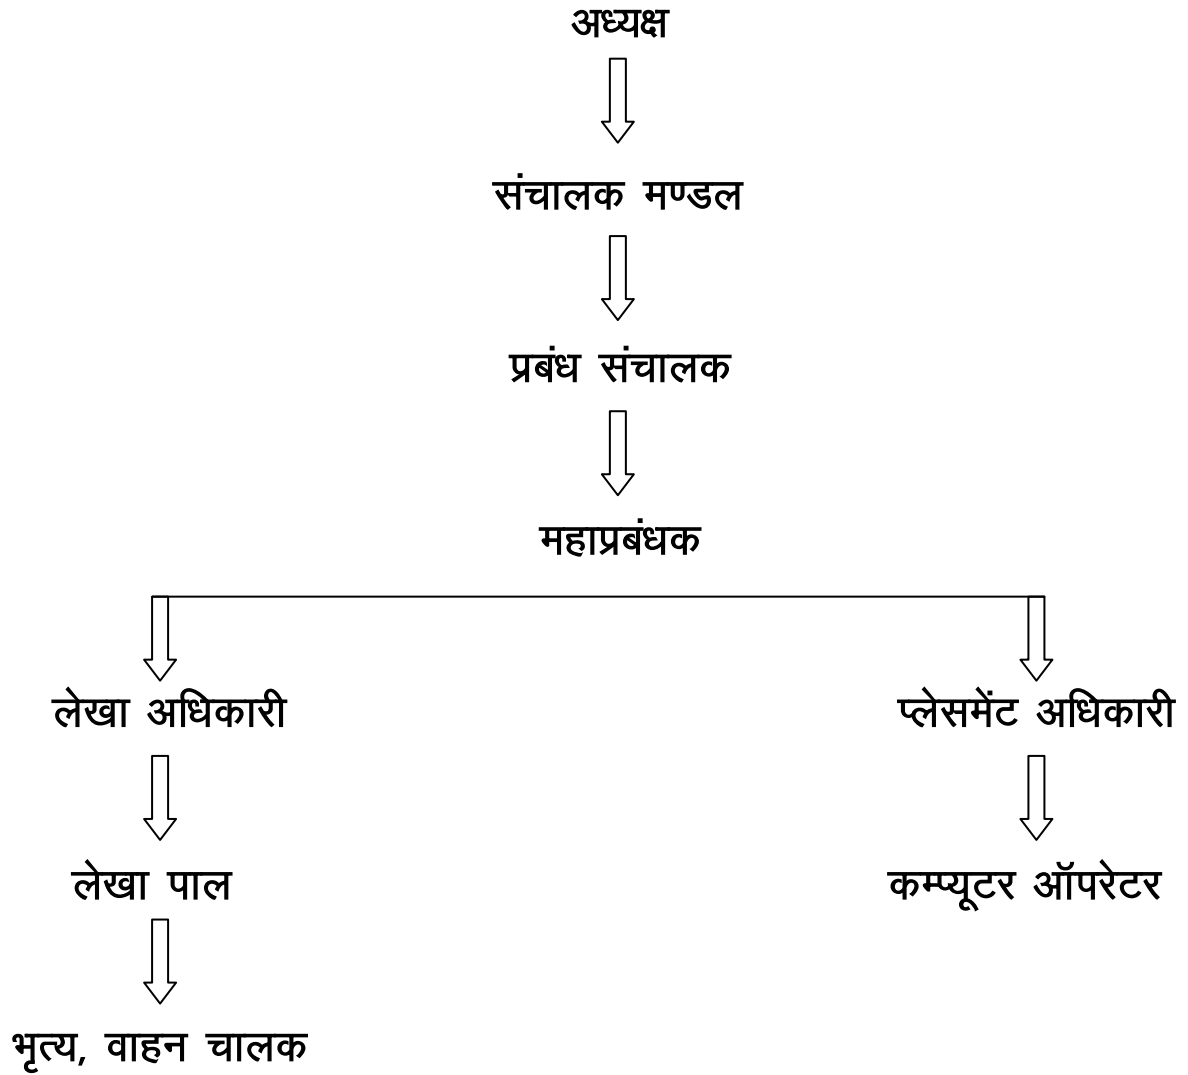 अध्यक्ष
संचालक मण्डल
प्रबंध संचालक
महाप्रबंधक
लेखा अधिकारी
प्लेसमेंट अधिकारी
लेखा पाल
कम्प्यूटर ऑपरेटर
भृत्य, वाहन चालक